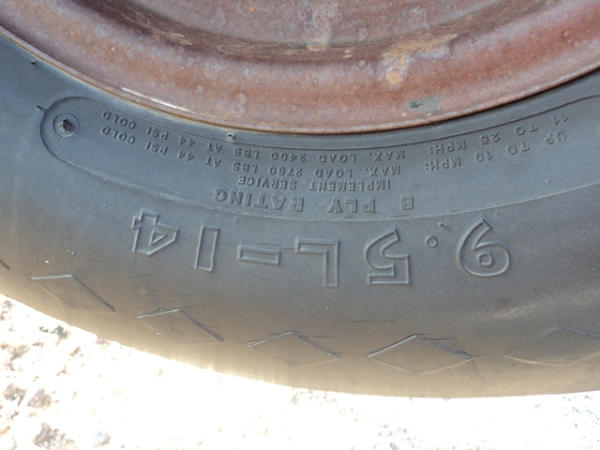 9.5L-14
8 PLY RATING
IMPLEMENT SERVICE
UP TO 10 MPH: MAX. LOAD 2760 LBS AT 44 PSI COLD
11 TO 25 MPH: MAX. LOAD 2400 LBS AT 44 PSI COLD